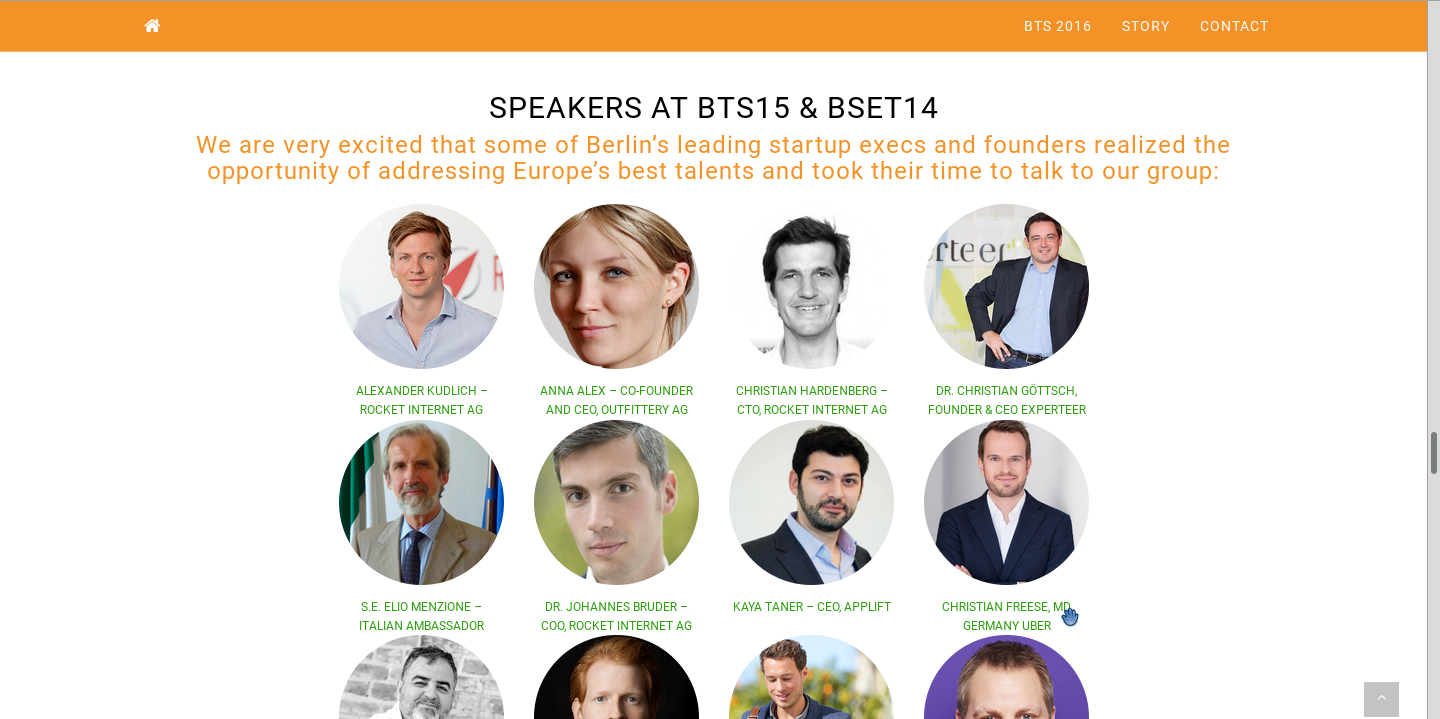 BTS 2016 STORY CONTACT
SPEAKERS AT BTS15 & BSET14
We are very excited that some of Berlin’s leading startup execs and founders realized the
opportunity of addressing Europe’s best talents and took their time to talk to our group:
erteer
R
ALEXANDER KUDLICH –
ROCKET INTERNET AG
ANNA ALEX – CO-FOUNDER
AND CEO, OUTFITTERY AG
CHRISTIAN HARDENBERG –
CTO, ROCKET INTERNET AG
DR. CHRISTIAN GÖTTSCH,
FOUNDER & CEO EXPERTEER
S.E. ELIO MENZIONE –
ITALIAN AMBASSADOR
DR. JOHANNES BRUDER –
COO, ROCKET INTERNET AG
KAYA TANER – CEO, APPLIFT
CHRISTIAN FREESE, MD
GERMANY UBER